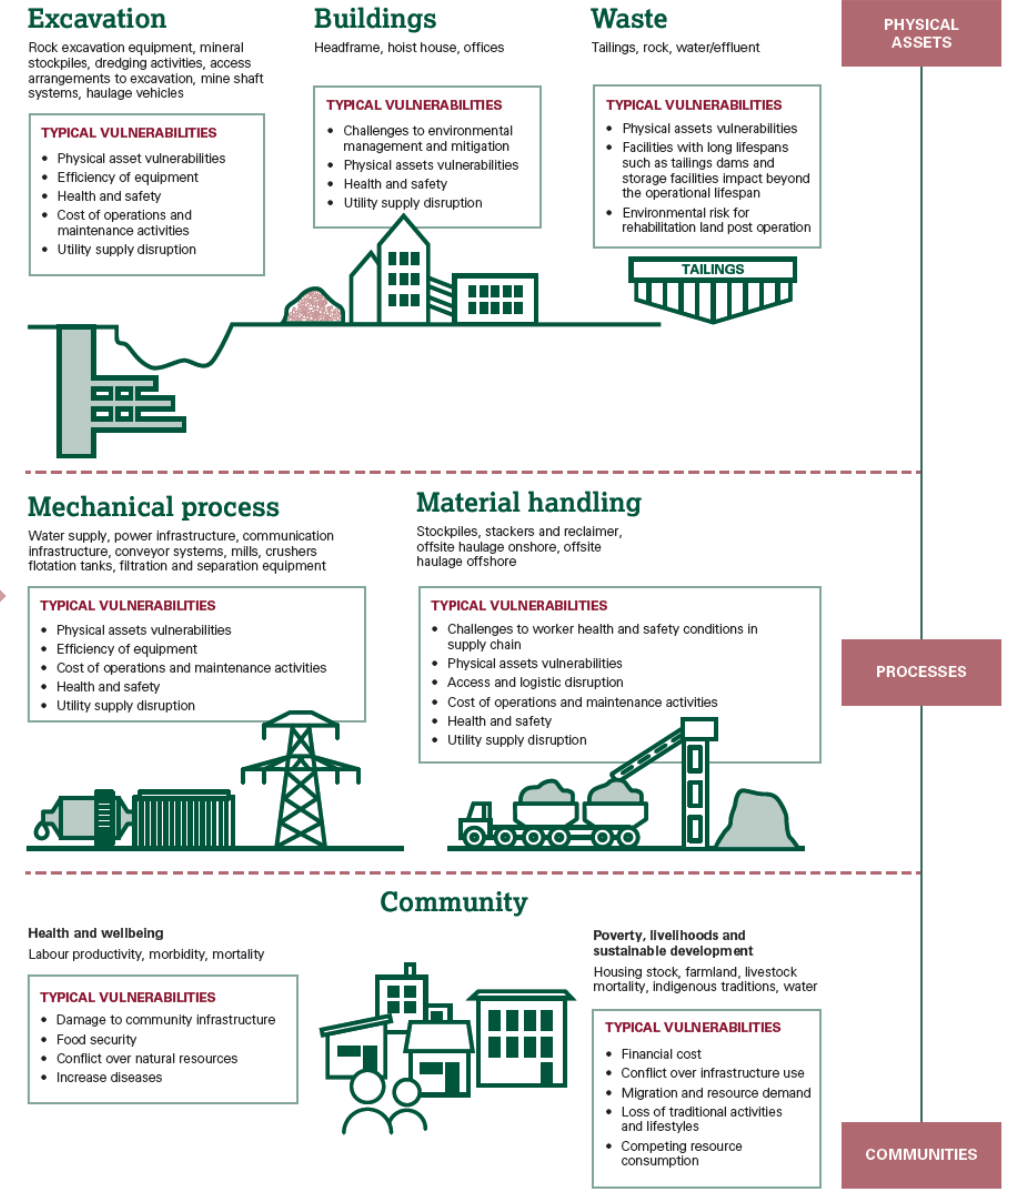 Excavation
Rock excavation equipment, mineral
stockpiles, dredging activities, access
arrangements to excavation, mine shaft
systems, haulage vehicles
TYPICAL VULNERABILITIES
• Physical asset vulnerabilities
• Efficiency of equipment
• Health and safety
• Cost of operations and
maintenance activities
• Utility supply disruption
Buildings
Headframe, hoist house, offices
TYPICAL VULNERABILITIES
• Challenges to environmental
management and mitigation
• Physical assets vulnerabilities
• Health and safety
• Utility supply disruption
Waste
Tailings, rock, water/effluent
TYPICAL VULNERABILITIES
• Physical assets vulnerabilities
• Facilities with long lifespans
such as tailings dams and
storage facilities impact beyond
the operational lifespan
• Environmental risk for
rehabilitation land post operation
TAILINGS
PHYSICAL
ASSETS
Mechanical process
Water supply, power infrastructure, communication
infrastructure, conveyor systems, mills, crushers
flotation tanks, filtration and separation equipment
TYPICAL VULNERABILITIES
• Physical assets vulnerabilities
• Efficiency of equipment
• Cost of operations and maintenance activities
• Health and safety
• Utility supply disruption
Material handling
Stockpiles, stackers and reclaimer,
offsite haulage onshore, offsite
haulage offshore
TYPICAL VULNERABILITIES
• Challenges to worker health and safety conditions in
supply chain
• Physical assets vulnerabilities
• Access and logistic disruption
• Cost of operations and maintenance activities
• Health and safety
• Utility supply disruption
PROCESSES
Community
Health and wellbeing
Labour productivity, morbidity, mortality
TYPICAL VULNERABILITIES
• Damage to community infrastructure
• Food security
• Conflict over natural resources
• Increase diseases
Poverty, livelihoods and
sustainable development
Housing stock, farmland, livestock
mortality, indigenous traditions, water
TYPICAL VULNERABILITIES
• Financial cost
• Conflict over infrastructure use
• Migration and resource demand
• Loss of traditional activities
and lifestyles
• Competing resource
consumption
COMMUNITIES